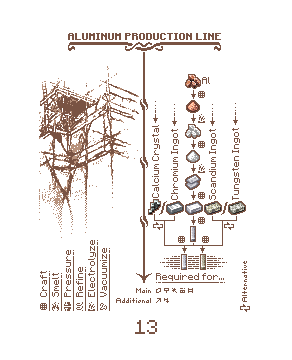 ALUMINUM PRODUCTION LINE
Al
Calcium Crystal
Chromium Ingot
Scandium Ingot
Tungsten Ingot
Craft
Smelt
Pressure
Refine
Electrolyze
Vacuumize
Required for...
Main
Additional
Alternative
13